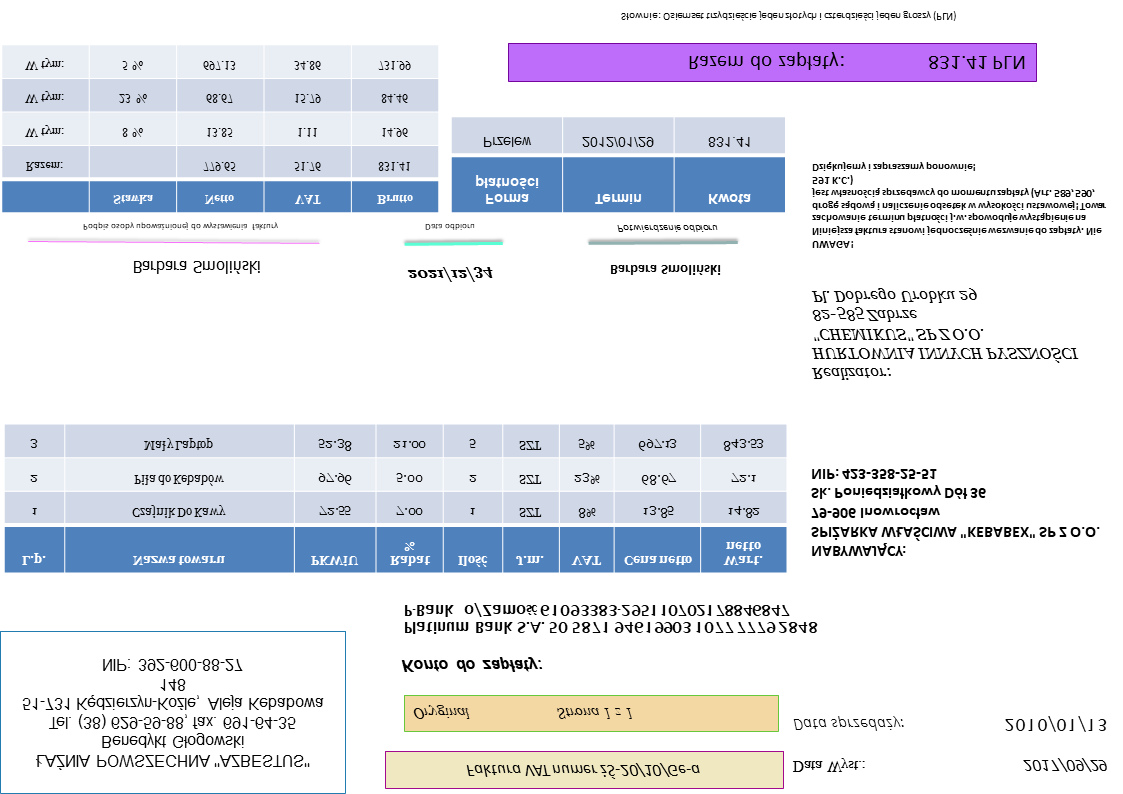 ŁAŹNIA POWSZECHNA "AZBESTUS"
Benedykt Głogowski
Tel. (38) 629-59-88, fax. 691-64-35
51-731 Kędzierzyn-Koźle, Aleja Kebabowa
148
NIP: 392-600-88-27
Faktura VAT numer żS-20/10/Ge-a
Data Wyst.: 2017/09/29
Oryginał Strona 1 z 1
Data sprzedaży: 2010/01/13
Konto do zapłaty:
Platinum Bank S.A. 50 5871 94619903 1077 7779 2848
P-Bank o/Zamość 61093383-295110702178846847
NABYWAJĄCY:
SPIŻARKA WŁAŚCIWA "KEBABEX" SP Z O.O.
79-906 Inowrocław
Sk. Poniedziałkowy Dół 36
NIP: 423-358-25-51
L.p. Nazwa towaru PKWiU Rabat % Ilość J.m. VAT Cena netto Wart. netto
1 Czajnik Do Kawy 72.55 7.00 1 SZT 8% 13.85 14.82
2 Piła do Kebabów 97.96 5.00 2 SZT 23% 68.67 72.1
3 Mały Laptop 52.38 21.00 5 SZT 5% 697.13 843.53
Realizator:
HURTOWNIA INNYCH PYSZNOŚCI
"CHEMIKUS" SP Z O.O.
82-585 Zabrze
Pl. Dobrego Urobku 29
Barbara Smoliński
Podpis osoby upoważnionej do wystawienia faktury
2021/12/34
Data odbioru
Barbara Smoliński
Potwierdzenie odbioru
UWAGA!
Niniejsza faktura stanowi jednocześnie wezwanie do zapłaty. Nie
zachowanie terminu płatności j.w. spowoduje wystąpienie na
drogę sądową i naliczenie odsetek w wysokości ustawowej! Towar
jest własnością sprzedawcy do momentu zapłaty (Art. 589, 590,
591 K.C.)
Dziękujemy i zapraszamy ponownie!
Stawka Netto VAT Brutto
Razem: 779.65 51.76 831.41
W tym: 8 % 13.85 1.11 14.96
W tym: 23 % 68.67 15.79 84.46
W tym: 5 % 697.13 34.86 731.99
Forma płatności Termin Kwota
Przelew 2012/01/29 831.41
Razem do zapłaty: 831.41 PLN
Słownie: Osiemset trzydzieście jeden złotych i czterdzieści jeden groszy (PLN)